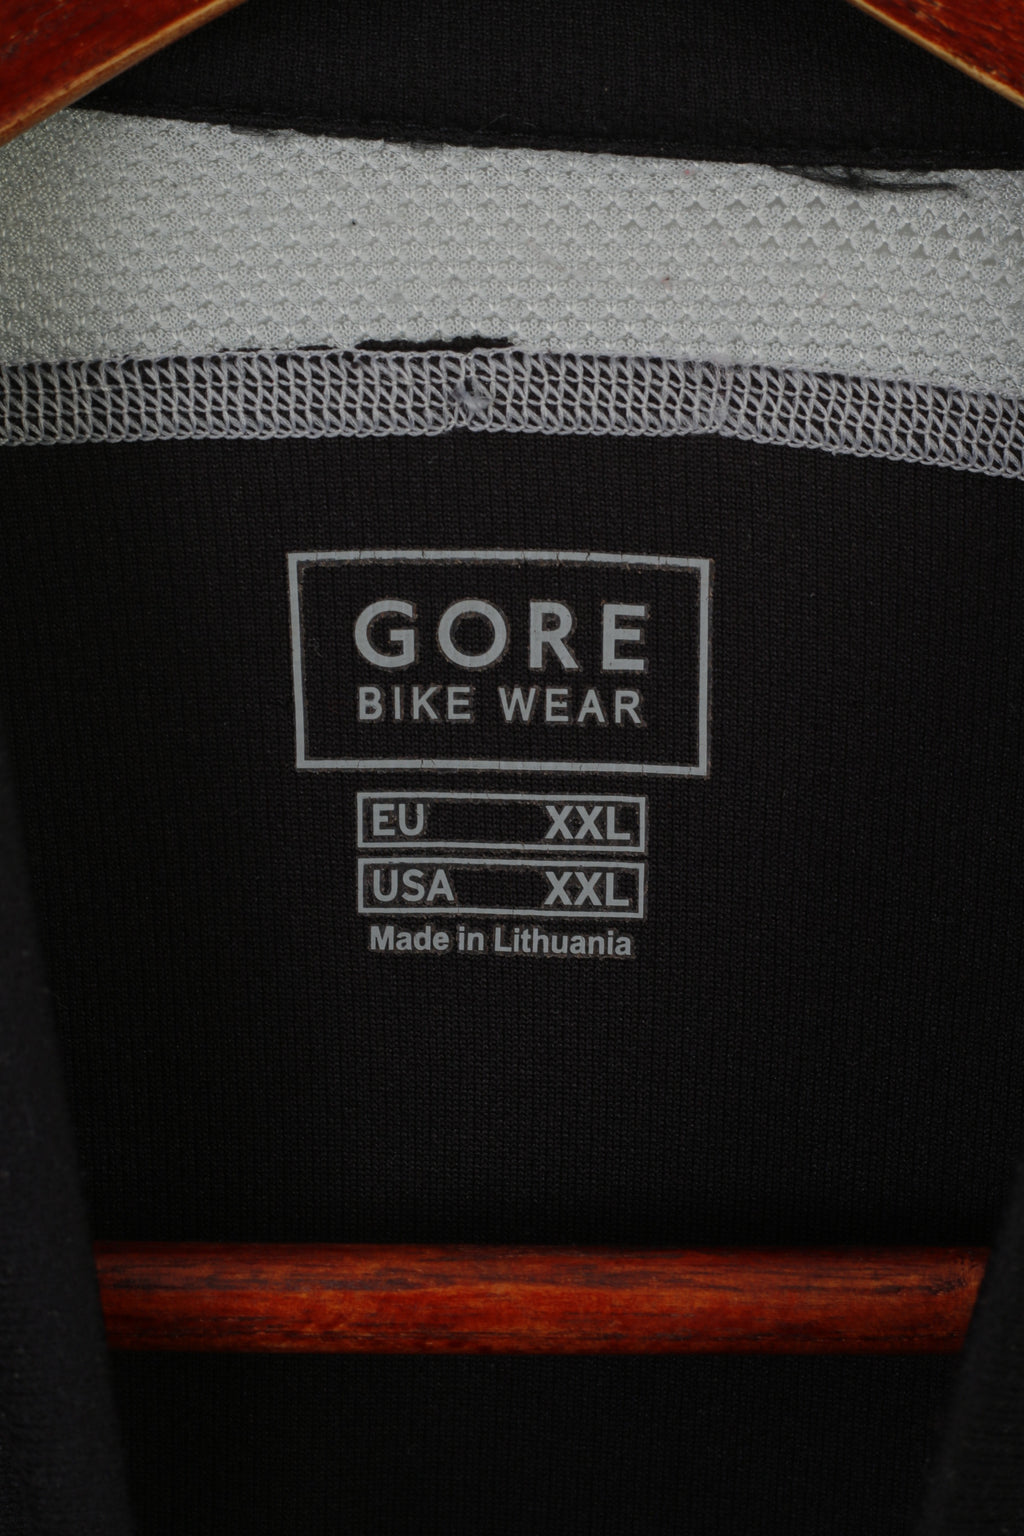 GORE
BIKE WEAR
EU XXL
USA XXL
Made in Lithuania